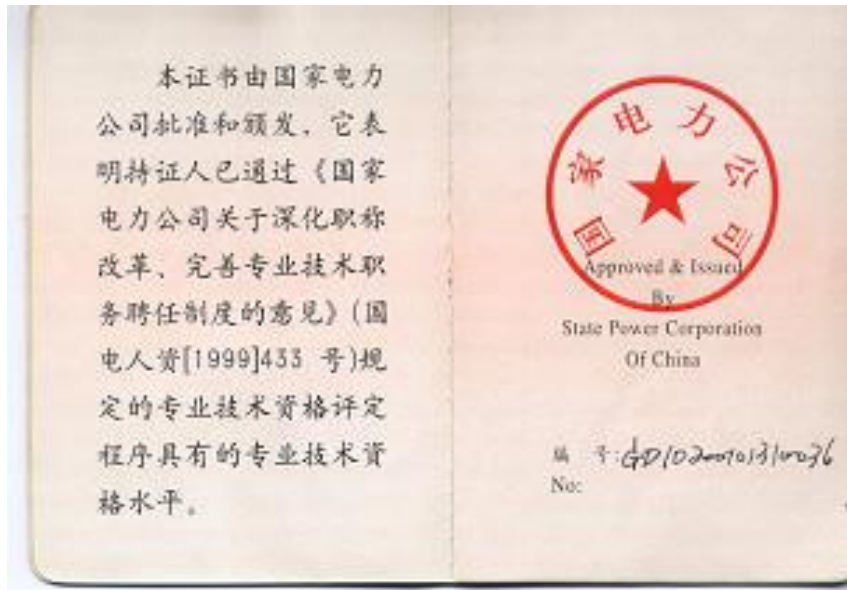 本证书由国家电力
公司批准和颁发，它表
明持证人已通过《国家
电力公司关于深化职称
改革、完善专业技术职
务聘任制度的意见》(国
电人资[1999]433 号)规
定的专业技术资格评定
程序具有的专业技术资
格水平。
国家电力公司
Approved & Issued
By
State Power Corporation
Of China
编 号:
No: